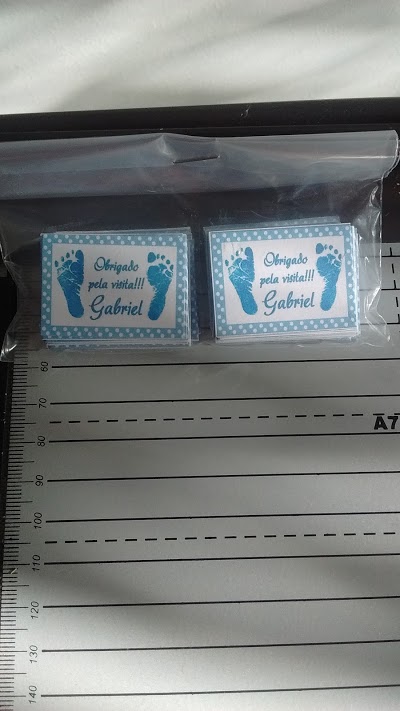 Obrigado
pela visita!!!
Gabriel
Obrigado
pela visita!!!
Gabriel
60
70
A7
80
90
100
110
120
130
140